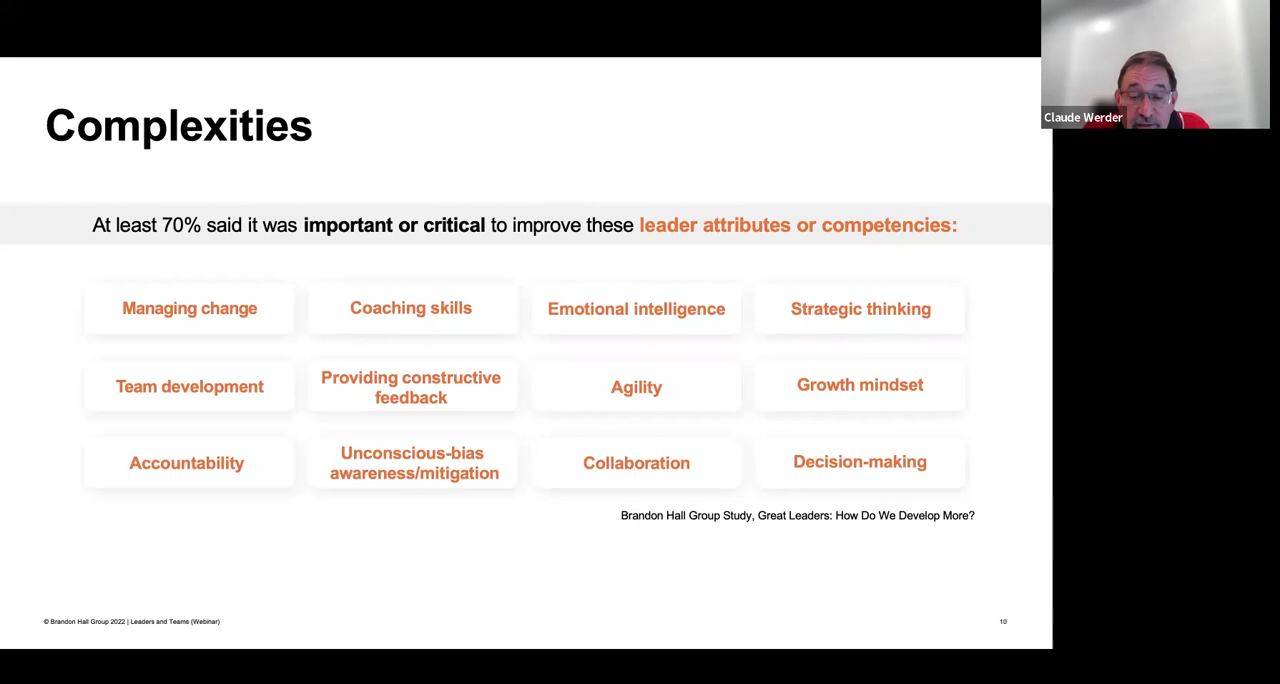 Complexities
Claude Werder
At least 70% said it was important or critical to improve these leader attributes or competencies:
Managing change
Coaching skills
Emotional intelligence
Strategic thinking
Team development
Providing constructive
feedback
Agility
Growth mindset
Accountability
Unconscious-bias
awareness/mitigation
Collaboration
Decision-making
Brandon Hall Group Study, Great Leaders: How Do We Develop More?
© Brandon Hall Group 2022 | Leaders and Teams (Webinar)
10